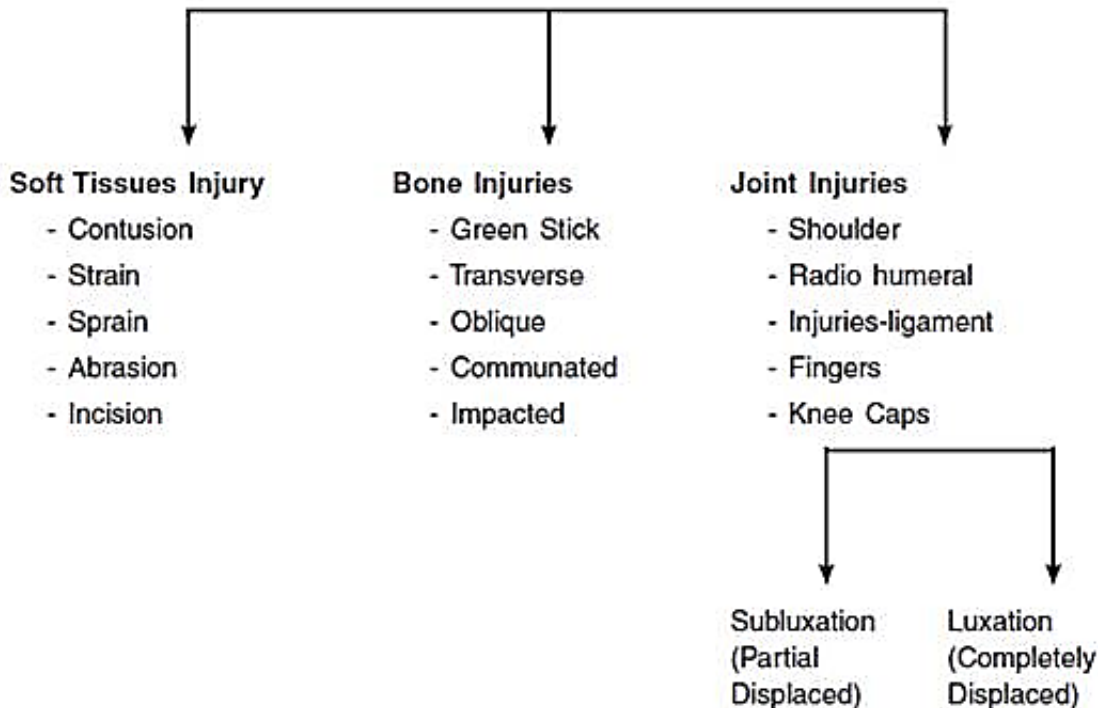 Soft Tissues Injury
- Contusion
- Strain
- Sprain
- Abrasion
- Incision
Bone Injuries
- Green Stick
- Transverse
- Oblique
- Communated
- Impacted
Joint Injuries
- Shoulder
- Radio humeral
- Injuries-ligament
- Fingers
- Knee Caps
Subluxation
(Partial
Displaced)
Luxation
(Completely
Displaced)